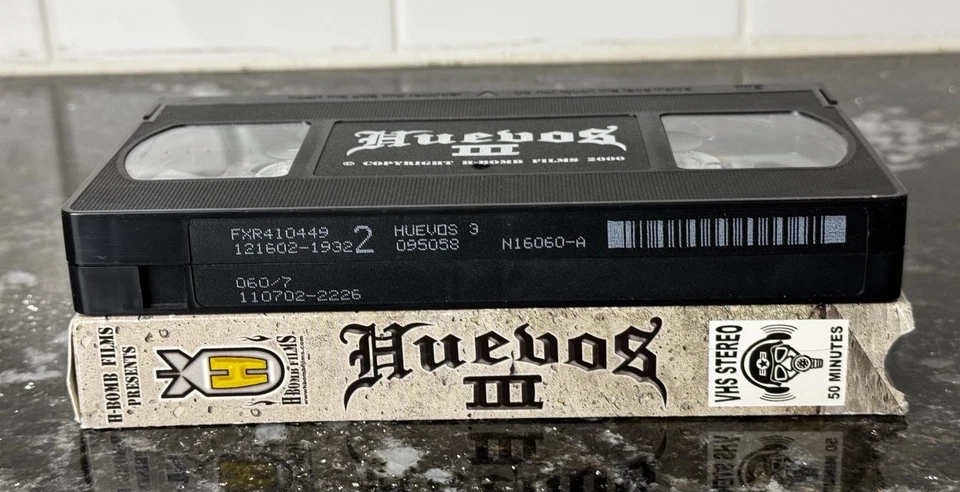 Huevos
III
© COPYRIGHT H-BOMB FILMS 2000
FXR410449
121602-1932
2
HUEVOS 3
095058
N16060-A
060/7
110702-2226
H-BOMB FILMS
PRESENTS
H
H-BOMB FILMS
Huevos
III
VHS STEREO
50 MINUTES